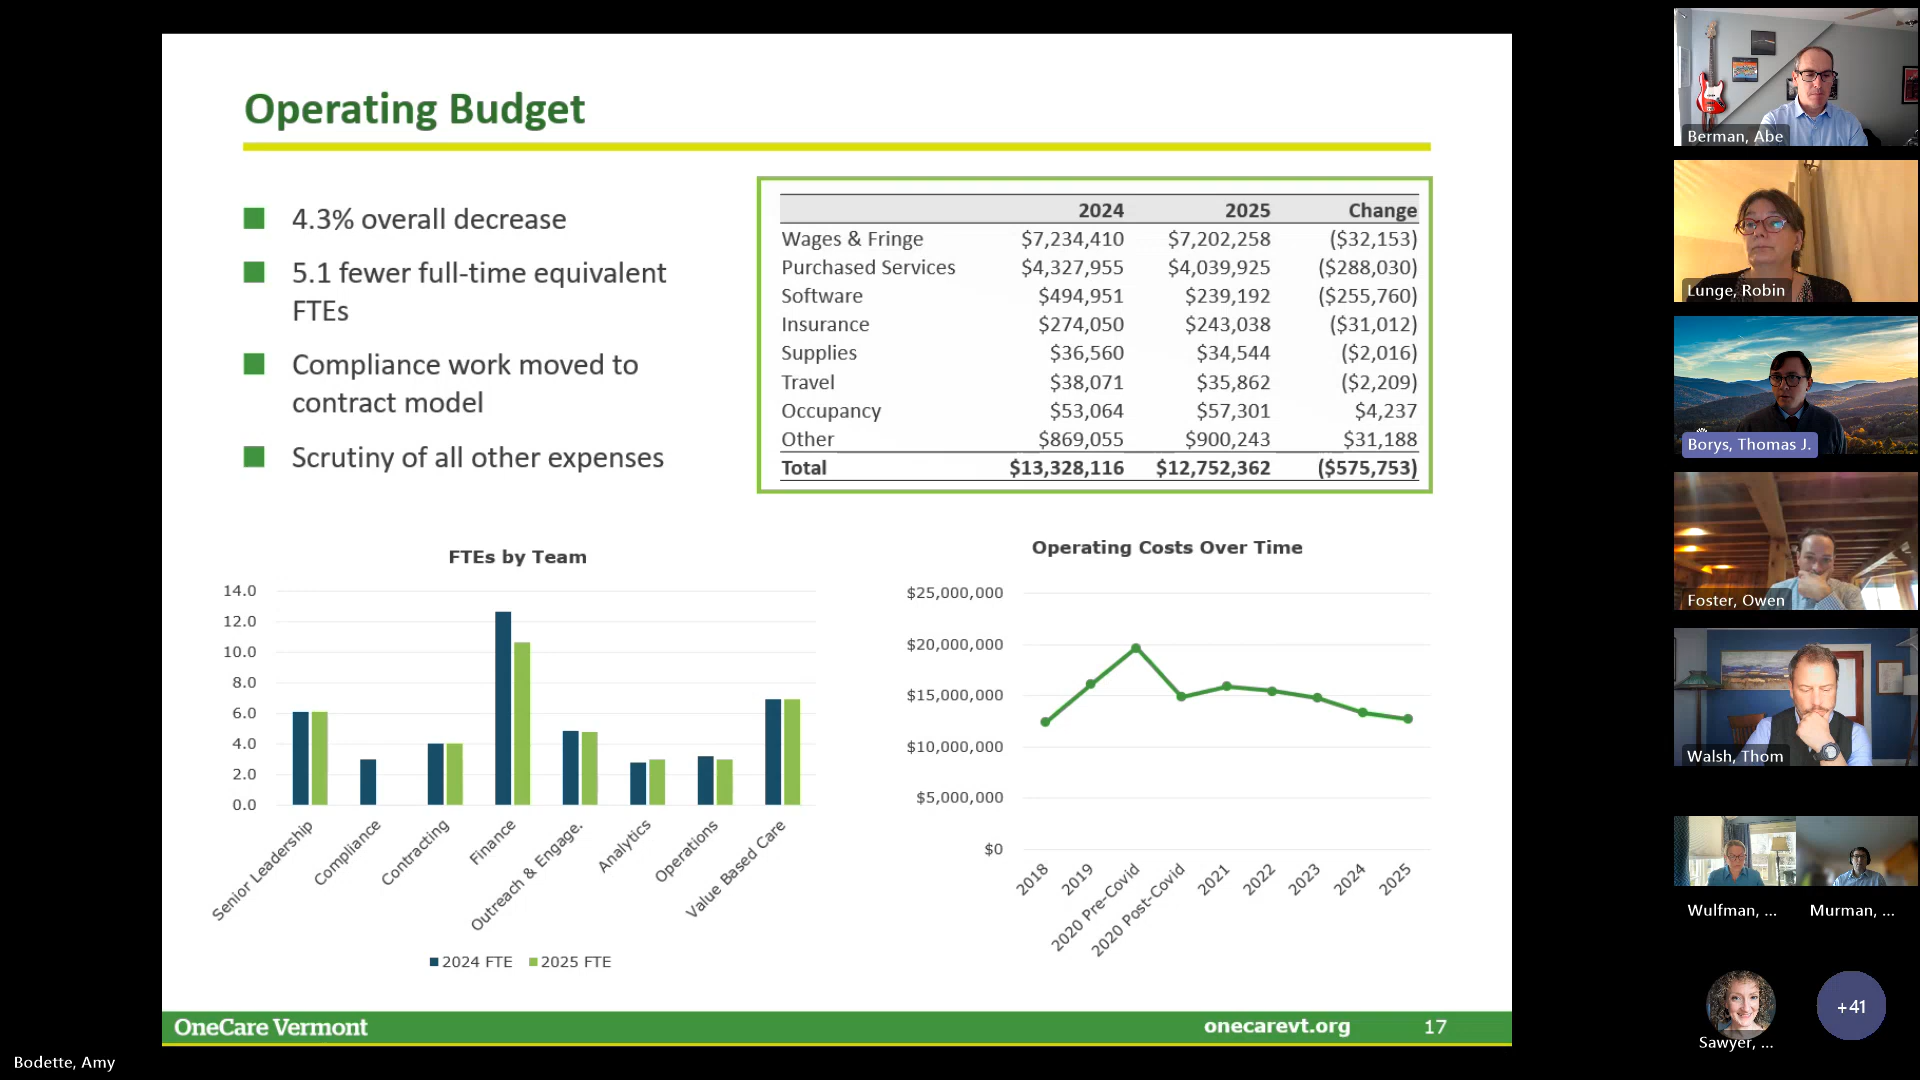 Operating Budget
4.3% overall decrease
5.1 fewer full-time equivalent
FTEs
Compliance work moved to
contract model
Scrutiny of all other expenses
2024 2025 Change
Wages & Fringe $7,234,410 $7,202,258 ($32,153)
Purchased Services $4,327,955 $4,039,925 ($288,030)
Software $494,951 $239,192 ($255,760)
Insurance $274,050 $243,038 ($31,012)
Supplies $36,560 $34,544 ($2,016)
Travel $38,071 $35,862 ($2,209)
Occupancy $53,064 $57,301 $4,237
Other $869,055 $900,243 $31,188
Total $13,328,116 $12,752,362 ($575,753)
FTEs by Team
14.0
12.0
10.0
8.0
6.0
4.0
2.0
0.0
Senior Leadership
Compliance
Contracting
Finance
Outreach & Engage.
Analytics
Operations
Value Based Care
2024 FTE 2025 FTE
Operating Costs Over Time
$25,000,000
$20,000,000
$15,000,000
$10,000,000
$5,000,000
$0
2018
2019
2020 Pre-Covid
2020 Post-Covid
2021
2022
2023
2024
2025
OneCare Vermont onecarevt.org 17
Bodette, Amy
Berman, Abe
Lunge, Robin
Borys, Thomas J.
Foster, Owen
Walsh, Thom
Wulfman, ... Murman, ...
+41
Sawyer, ...